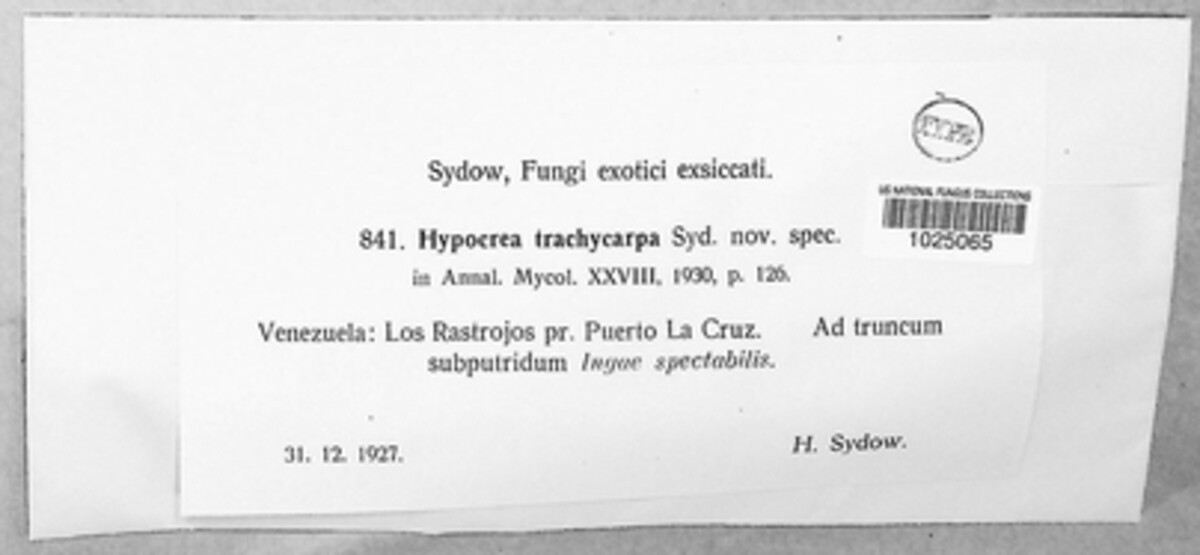 TYPE
Sydow, Fungi exotici exsiccati.
US NATIONAL FUNGUS COLLECTIONS
1025065
841. Hypocrea trachycarpa Syd. nov. spec.
in Annal. Mycol. XXVIII, 1930, p. 126.
Venezuela: Los Rastrojos pr. Puerto La Cruz. Ad truncum
subputridum Ingae spectabilis.
31. 12. 1927.
H. Sydow.